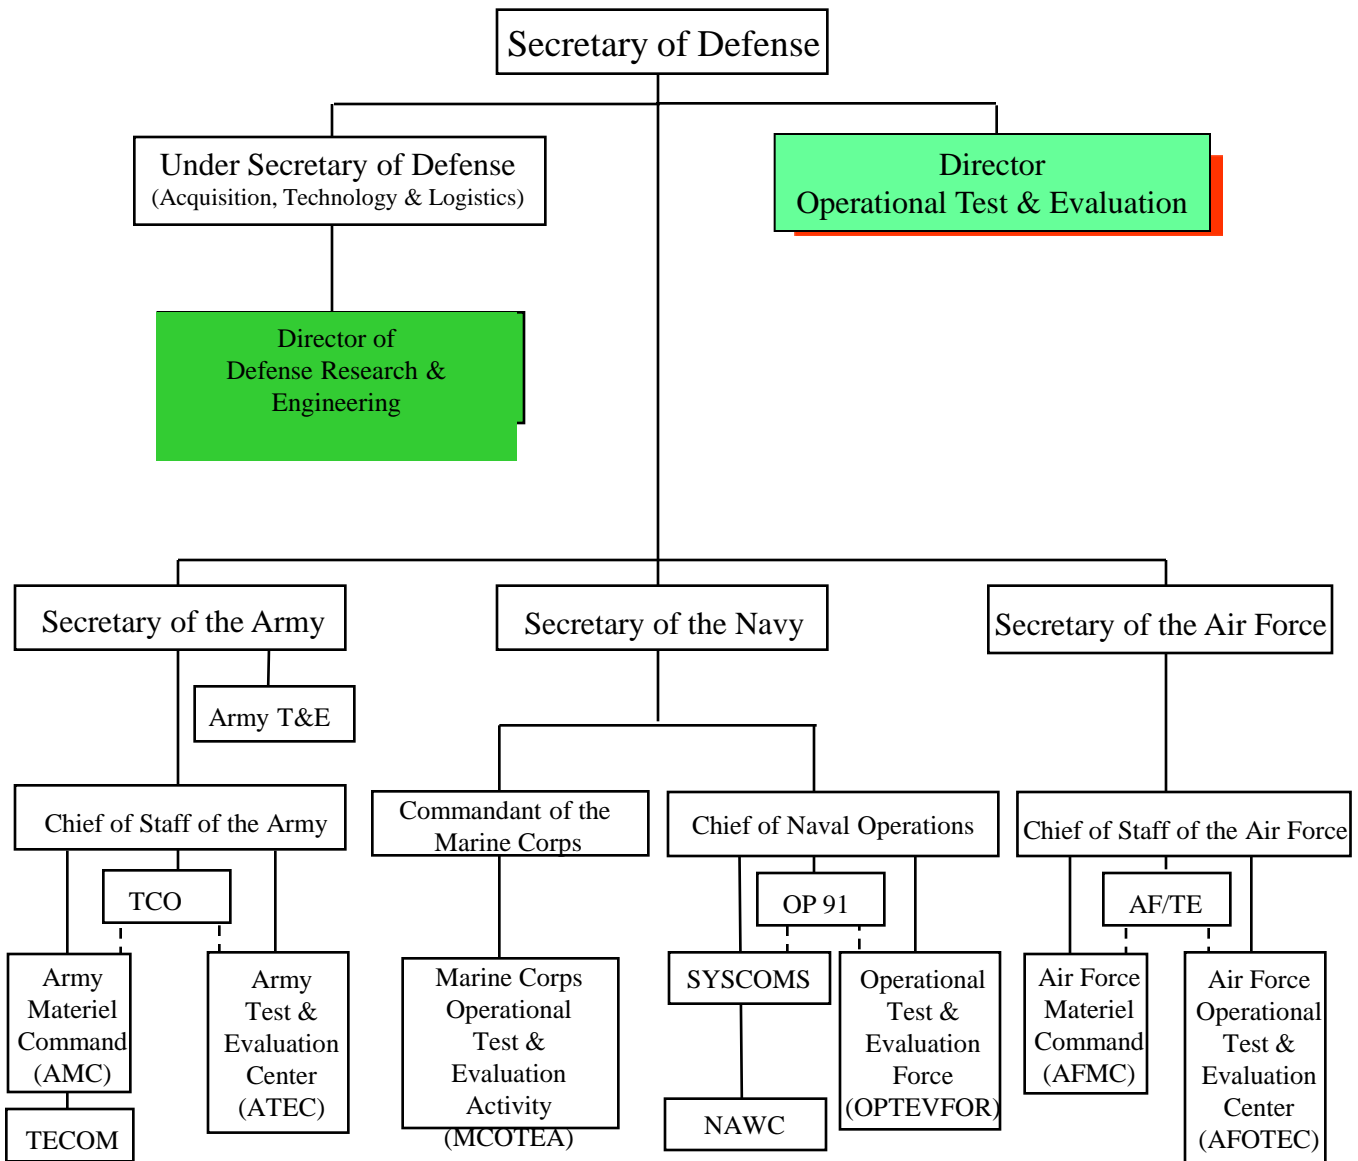 Secretary of Defense
Under Secretary of Defense
(Acquisition, Technology & Logistics)
Director
Operational Test & Evaluation
Director of
Defense Research &
Engineering
Secretary of the Army
Secretary of the Navy
Secretary of the Air Force
Army T&E
Chief of Staff of the Army
Commandant of the
Marine Corps
Chief of Naval Operations
Chief of Staff of the Air Force
TCO
OP 91
AF/TE
Army
Materiel
Command
(AMC)
Army
Test &
Evaluation
Center
(ATEC)
Marine Corps
Operational
Test &
Evaluation
Activity
(MCOTEA)
SYSCOMS
Operational
Test &
Evaluation
Force
(OPTEVFOR)
Air Force
Materiel
Command
(AFMC)
Air Force
Operational
Test &
Evaluation
Center
(AFOTEC)
TECOM
NAWC